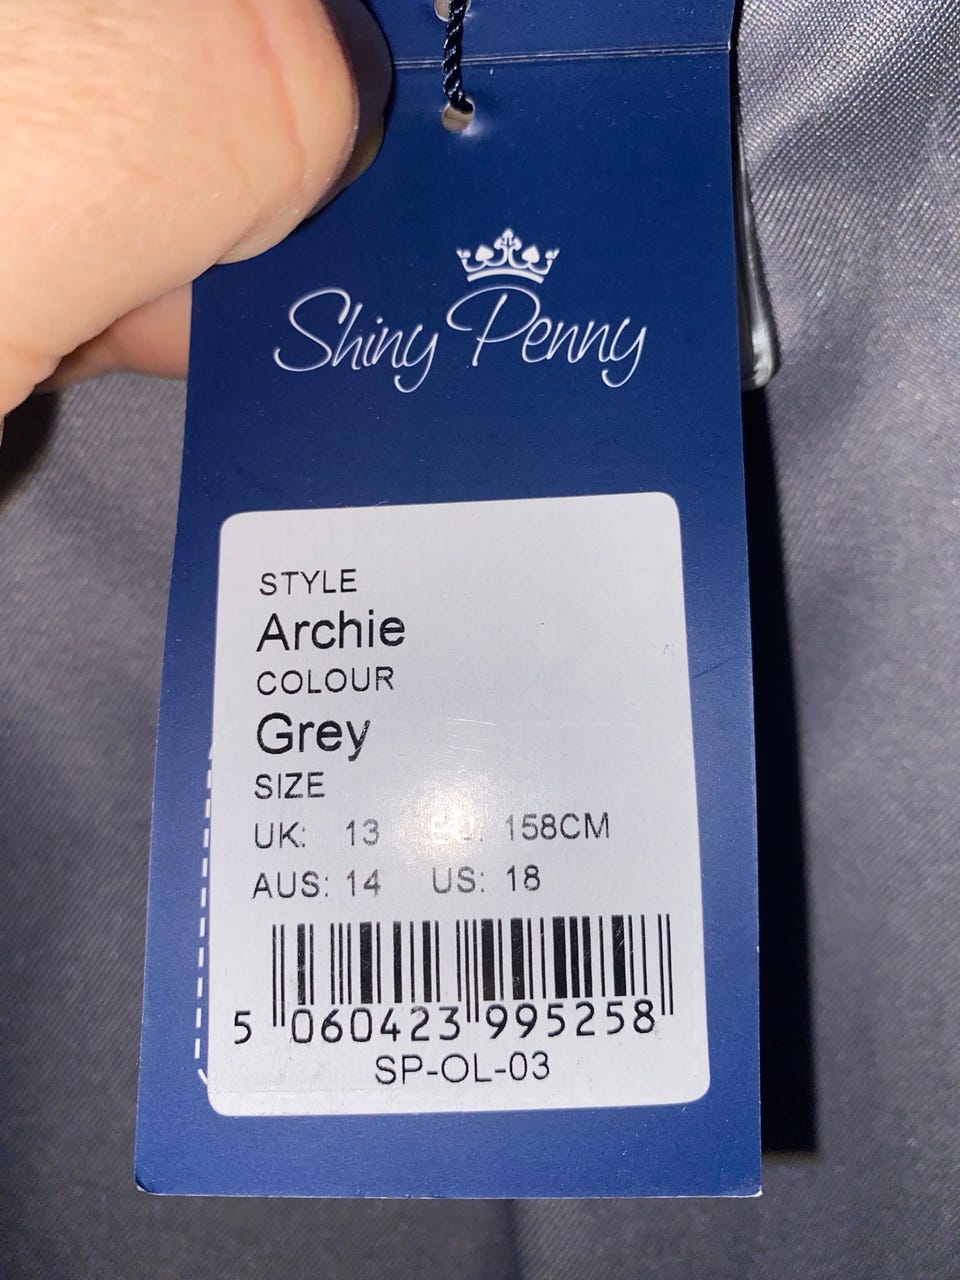 Shiny Penny
STYLE
Archie
COLOUR
Grey
SIZE
UK: 13 EU: 158CM
AUS: 14 US: 18
5 060423 995258
SP-OL-03